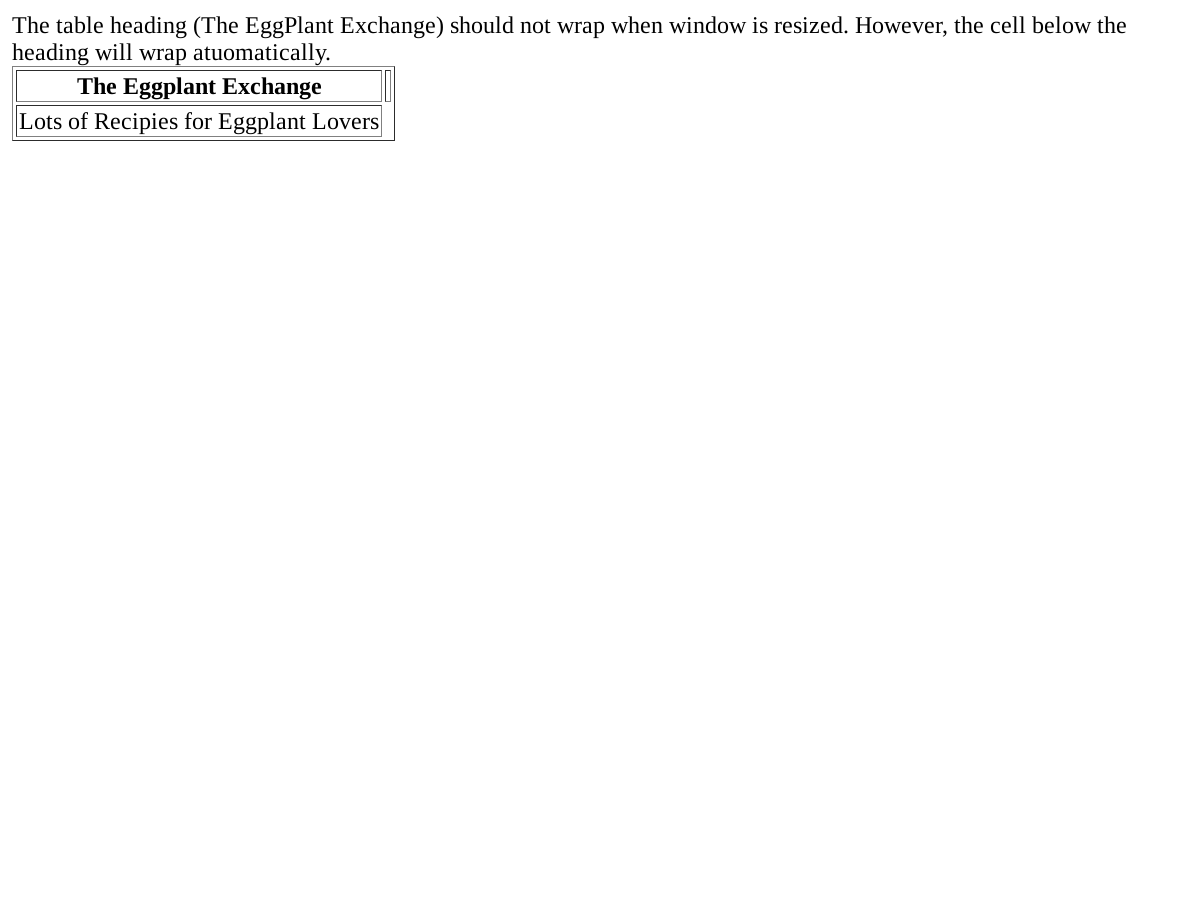 The table heading (The EggPlant Exchange) should not wrap when window is resized. However, the cell below the
heading will wrap atuomatically.
The Eggplant Exchange
Lots of Recipies for Eggplant Lovers